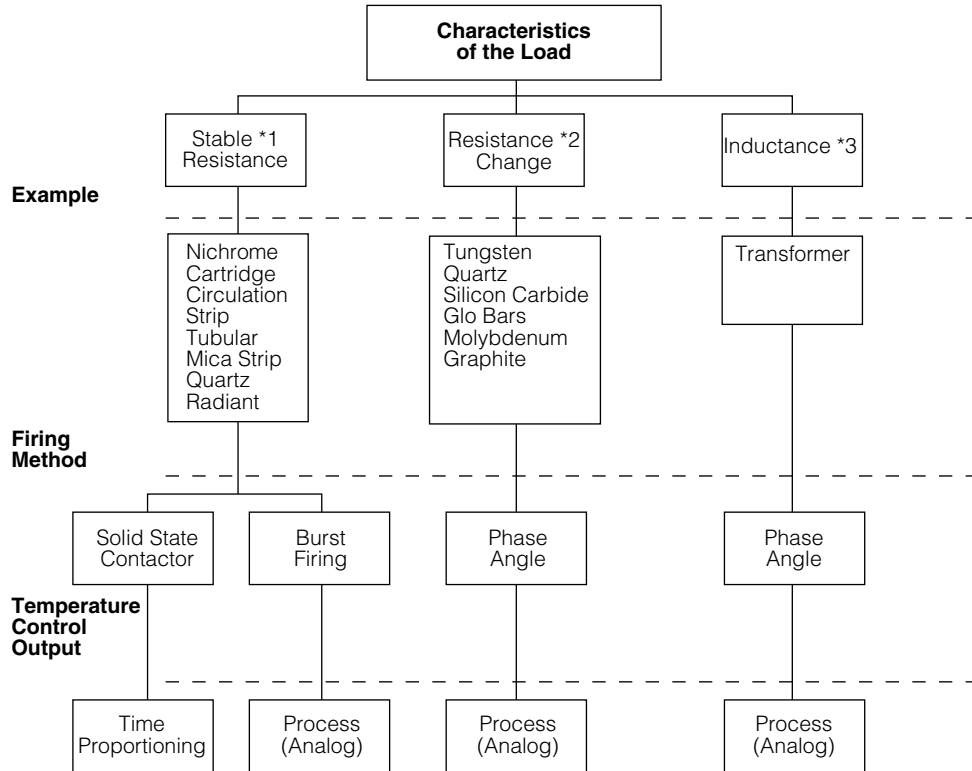 Characteristics
of the Load
Stable *1
Resistance
Resistance *2
Change
Inductance *3
Example
Nichrome
Cartridge
Circulation
Strip
Tubular
Mica Strip
Quartz
Radiant
Tungsten
Quartz
Silicon Carbide
Glo Bars
Molybdenum
Graphite
Transformer
Firing
Method
Solid State
Contactor
Burst
Firing
Phase
Angle
Phase
Angle
Temperature
Control
Output
Time
Proportioning
Process
(Analog)
Process
(Analog)
Process
(Analog)